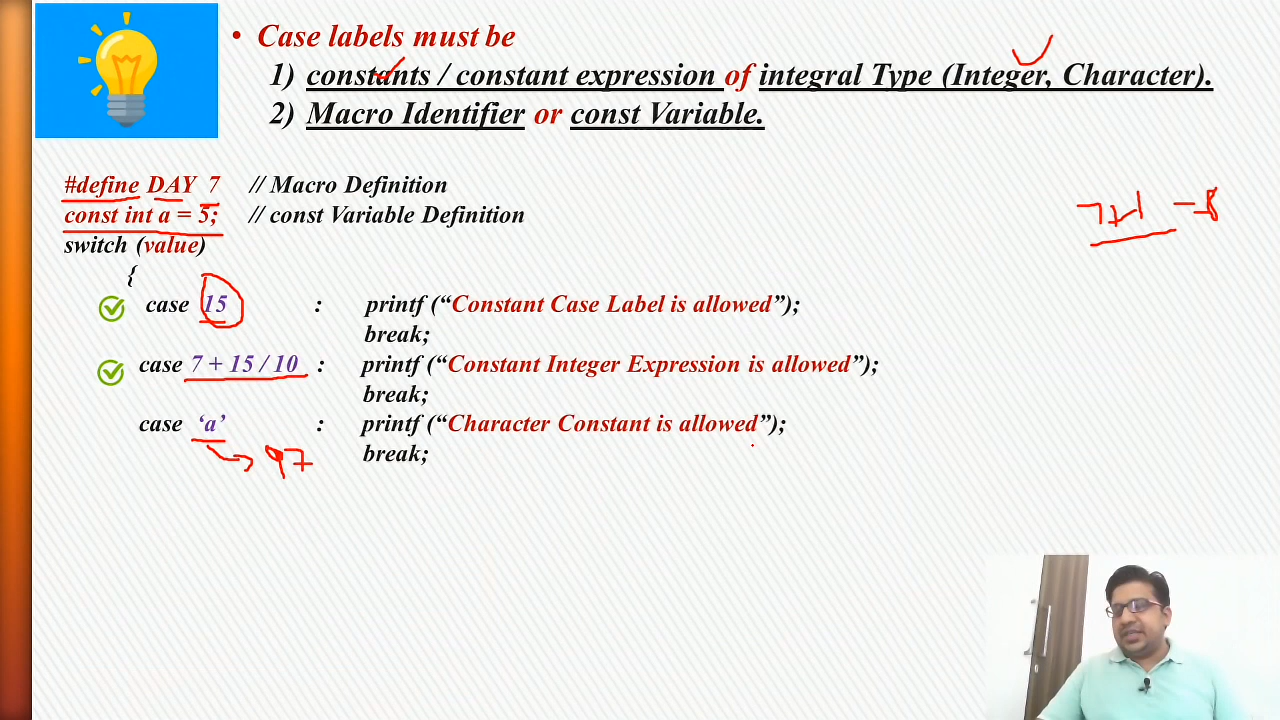 • Case labels must be
1) constants / constant expression of integral Type (Integer, Character).
2) Macro Identifier or const Variable.
#define DAY 7 // Macro Definition
const int a = 5; // const Variable Definition
switch (value)
{
case 15 : printf (“Constant Case Label is allowed”);
break;
case 7 + 15 / 10 : printf (“Constant Integer Expression is allowed”);
break;
case ‘a’ : printf (“Character Constant is allowed”);
break;
7+1 - 8
97